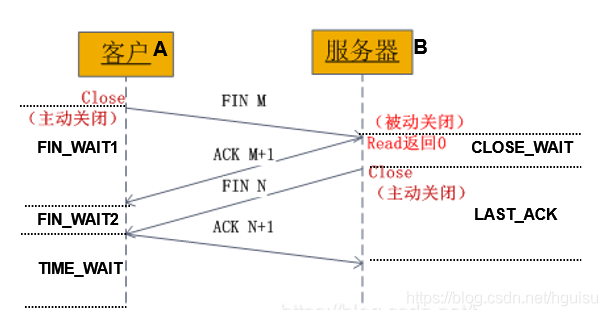 客户A
服务器B
Close
(主动关闭)
FIN M
(被动关闭)
Read返回0
FIN_WAIT1
CLOSE_WAIT
ACK M+1
Close
(主动关闭)
FIN N
FIN_WAIT2
LAST_ACK
ACK N+1
TIME_WAIT
https://blog.csdn.net/hguisu